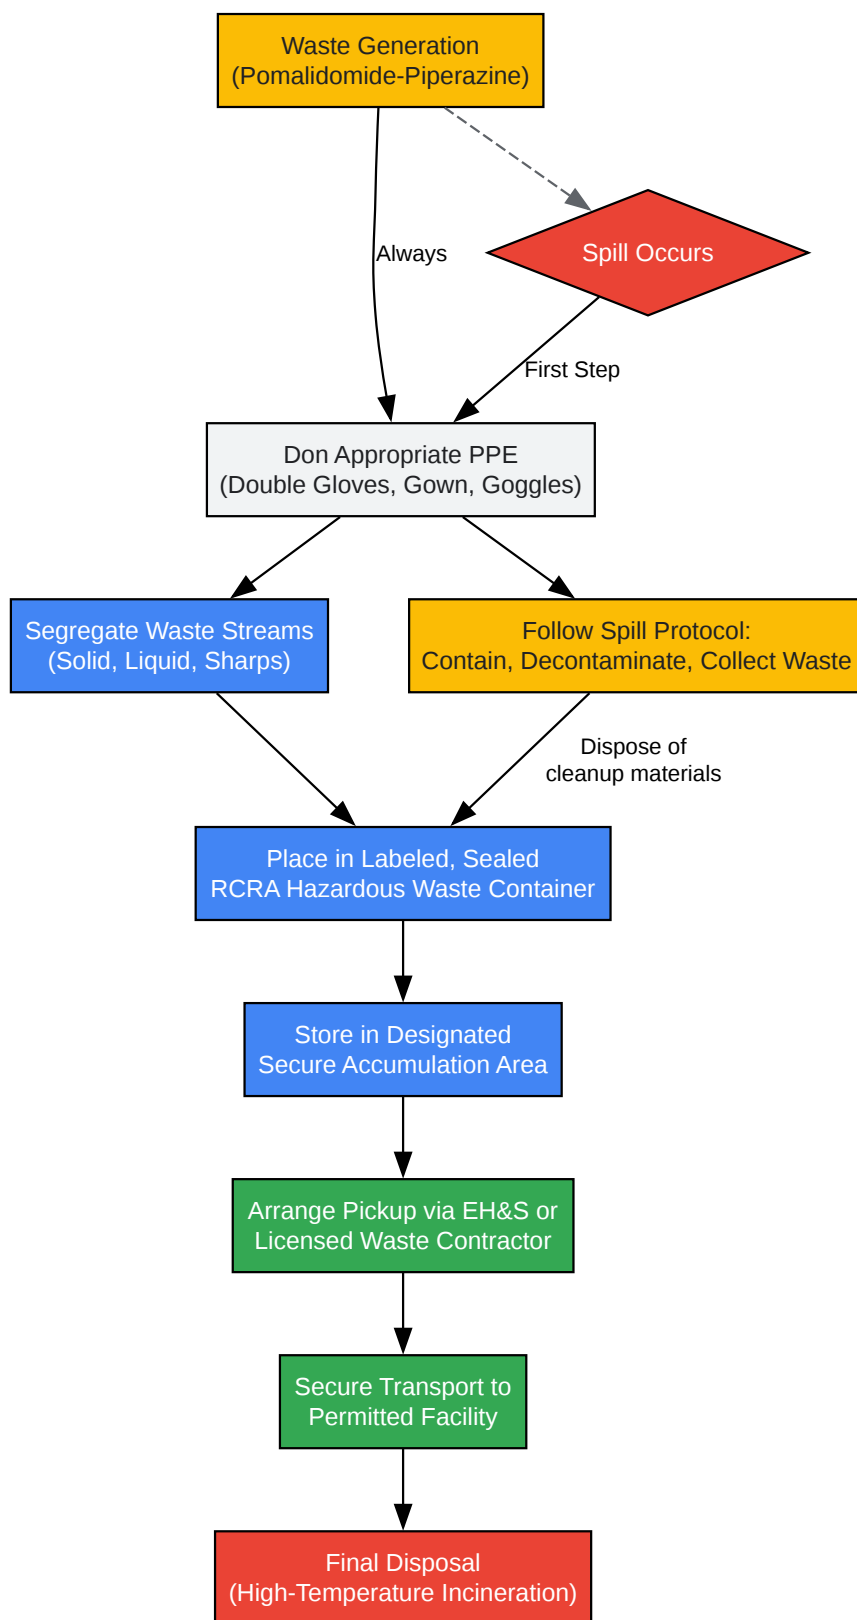 Waste Generation
(Pomalidomide-Piperazine)
Spill Occurs
Always
First Step
Don Appropriate PPE
(Double Gloves, Gown, Goggles)
Segregate Waste Streams
(Solid, Liquid, Sharps)
Follow Spill Protocol:
Contain, Decontaminate, Collect Waste
Dispose of
cleanup materials
Place in Labeled, Sealed
RCRA Hazardous Waste Container
Store in Designated
Secure Accumulation Area
Arrange Pickup via EH&S or
Licensed Waste Contractor
Secure Transport to
Permitted Facility
Final Disposal
(High-Temperature Incineration)